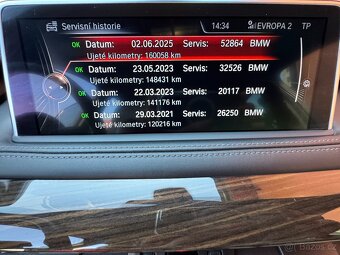 Servisní historie 14:34 EVROPA 2 TP
OK Datum: 02.06.2025 Servis: 52864 BMW
Ujeté kilometry: 160058 km
OK Datum: 23.05.2023 Servis: 32526 BMW
Ujeté kilometry: 148431 km
OK Datum: 22.03.2023 Servis: 20117 BMW
Ujeté kilometry: 141176 km
OK Datum: 29.03.2021 Servis: 26250 BMW
Ujeté kilometry: 120216 km